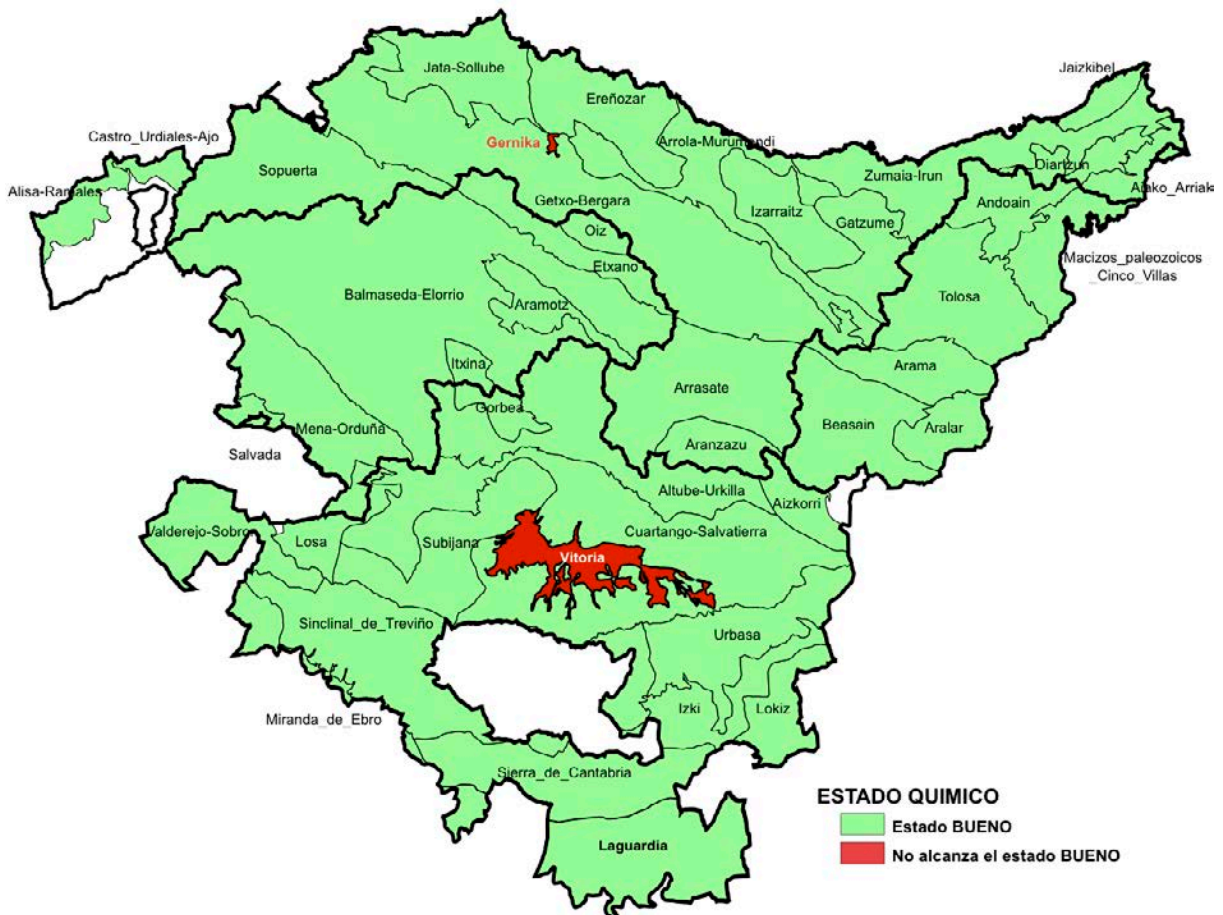 Jaizkibel
Jata-Sollube
Ereñozar
Castro_Urdiales-Ajo
Gernika
Arrola-Murumendi
Oiartzun
Sopuerta
Zumaia-Irun
Alisa-Ramales
Aiako_Arriak
Getxo-Bergara
Andoain
Izarraitz
Gatzume
Oiz
Etxano
Macizos_paleozoicos
_Cinco_Villas
Balmaseda-Elorrio
Aramotz
Tolosa
Itxina
Arama
Arrasate
Gorbea
Beasain
Aralar
Mena-Orduña
Aranzazu
Salvada
Altube-Urkilla
Aizkorri
Valderejo-Sobron
Losa
Subijana
Cuartango-Salvatierra
Vitoria
Sinclinal_de_Treviño
Urbasa
Izki
Lokiz
Miranda_de_Ebro
Sierra_de_Cantabria
ESTADO QUIMICO
Estado BUENO
No alcanza el estado BUENO
Laguardia